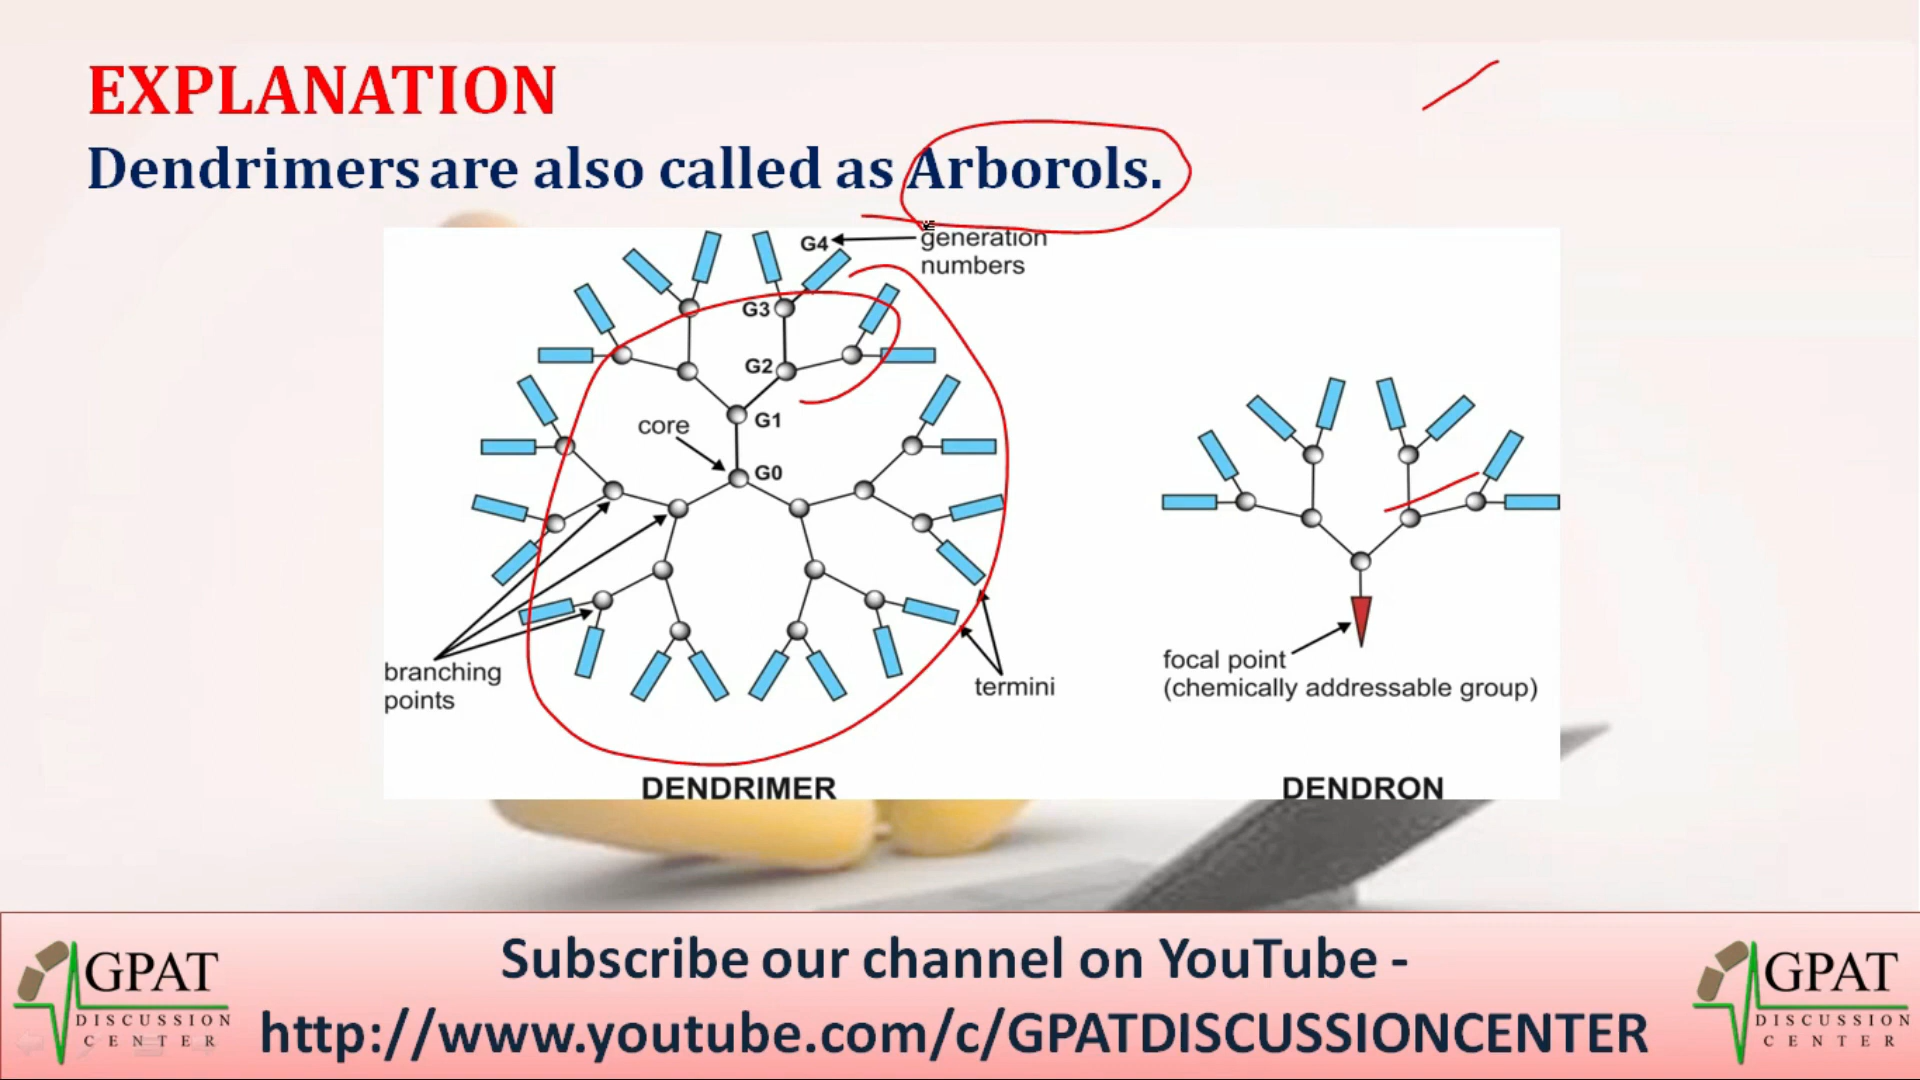 EXPLANATION
Dendrimers are also called as Arborols.
G4
generation
numbers
G3
G2
G1
core
G0
branching
points
termini
focal point
(chemically addressable group)
DENDRIMER
DENDRON
Subscribe our channel on YouTube -
http://www.youtube.com/c/GPATDISCUSSIONCENTER
GPAT
DISCUSSION
CENTER
GPAT
DISCUSSION
CENTER